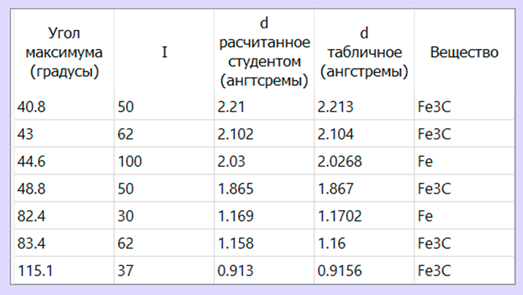 Угол максимума (градусы) I d расчитанное студентом (ангтсремы) d табличное (ангстремы) Вещество
40.8 50 2.21 2.213 Fe3C
43 62 2.102 2.104 Fe3C
44.6 100 2.03 2.0268 Fe
48.8 50 1.865 1.867 Fe3C
82.4 30 1.169 1.1702 Fe
83.4 62 1.158 1.16 Fe3C
115.1 37 0.913 0.9156 Fe3C